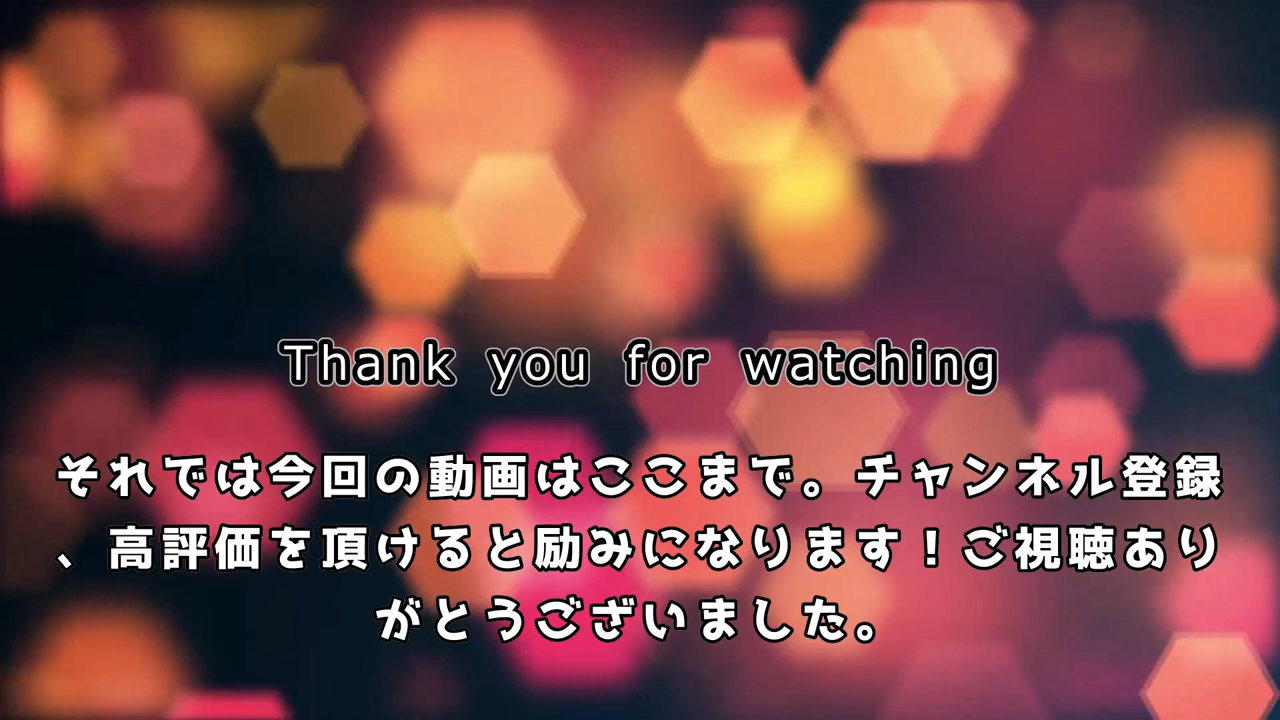 Thank you for watching
それでは今回の動画はここまで。チャンネル登録
、高評価を頂けると励みになります！ご視聴あり
がとうございました。